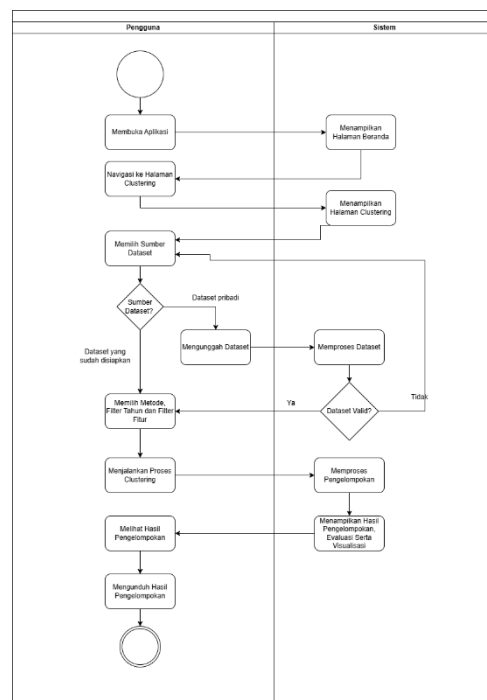 Pengguna
Sistem
Membuka Aplikasi
Menampilkan
Halaman Beranda
Navigasi ke Halaman
Clustering
Menampilkan
Halaman Clustering
Memilih Sumber
Dataset
Sumber
Dataset?
Dataset pribadi
Mengunggah Dataset
Memproses Dataset
Dataset yang
sudah disiapkan
Memilih Metode,
Filter Tahun dan Filter
Fitur
Ya
Dataset Valid?
Tidak
Menjalankan Proses
Clustering
Memproses
Pengelompokan
Menampilkan Hasil
Pengelompokan,
Evaluasi Serta
Visualisasi
Melihat Hasil
Pengelompokan
Mengunduh Hasil
Pengelompokan